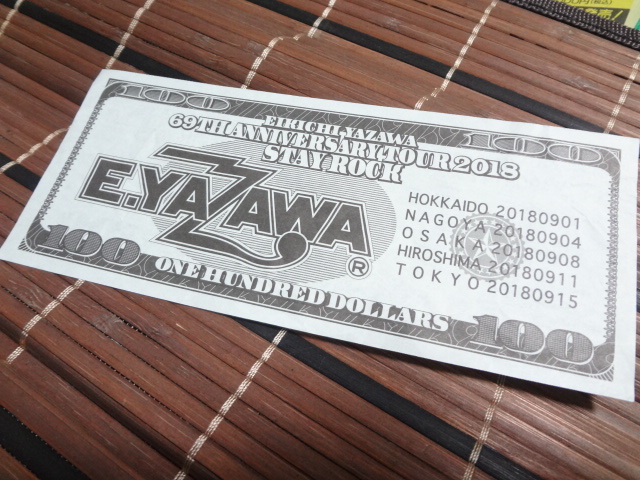 100 100
EIKICHI YAZAWA
69TH ANNIVERSARY TOUR 2018
STAY ROCK
E.YAZAWA
®
HOKKAIDO 20180901
NAGOYA 20180904
OSAKA 20180908
HIROSHIMA 20180911
TOKYO 20180915
100 ONE HUNDRED DOLLARS 100